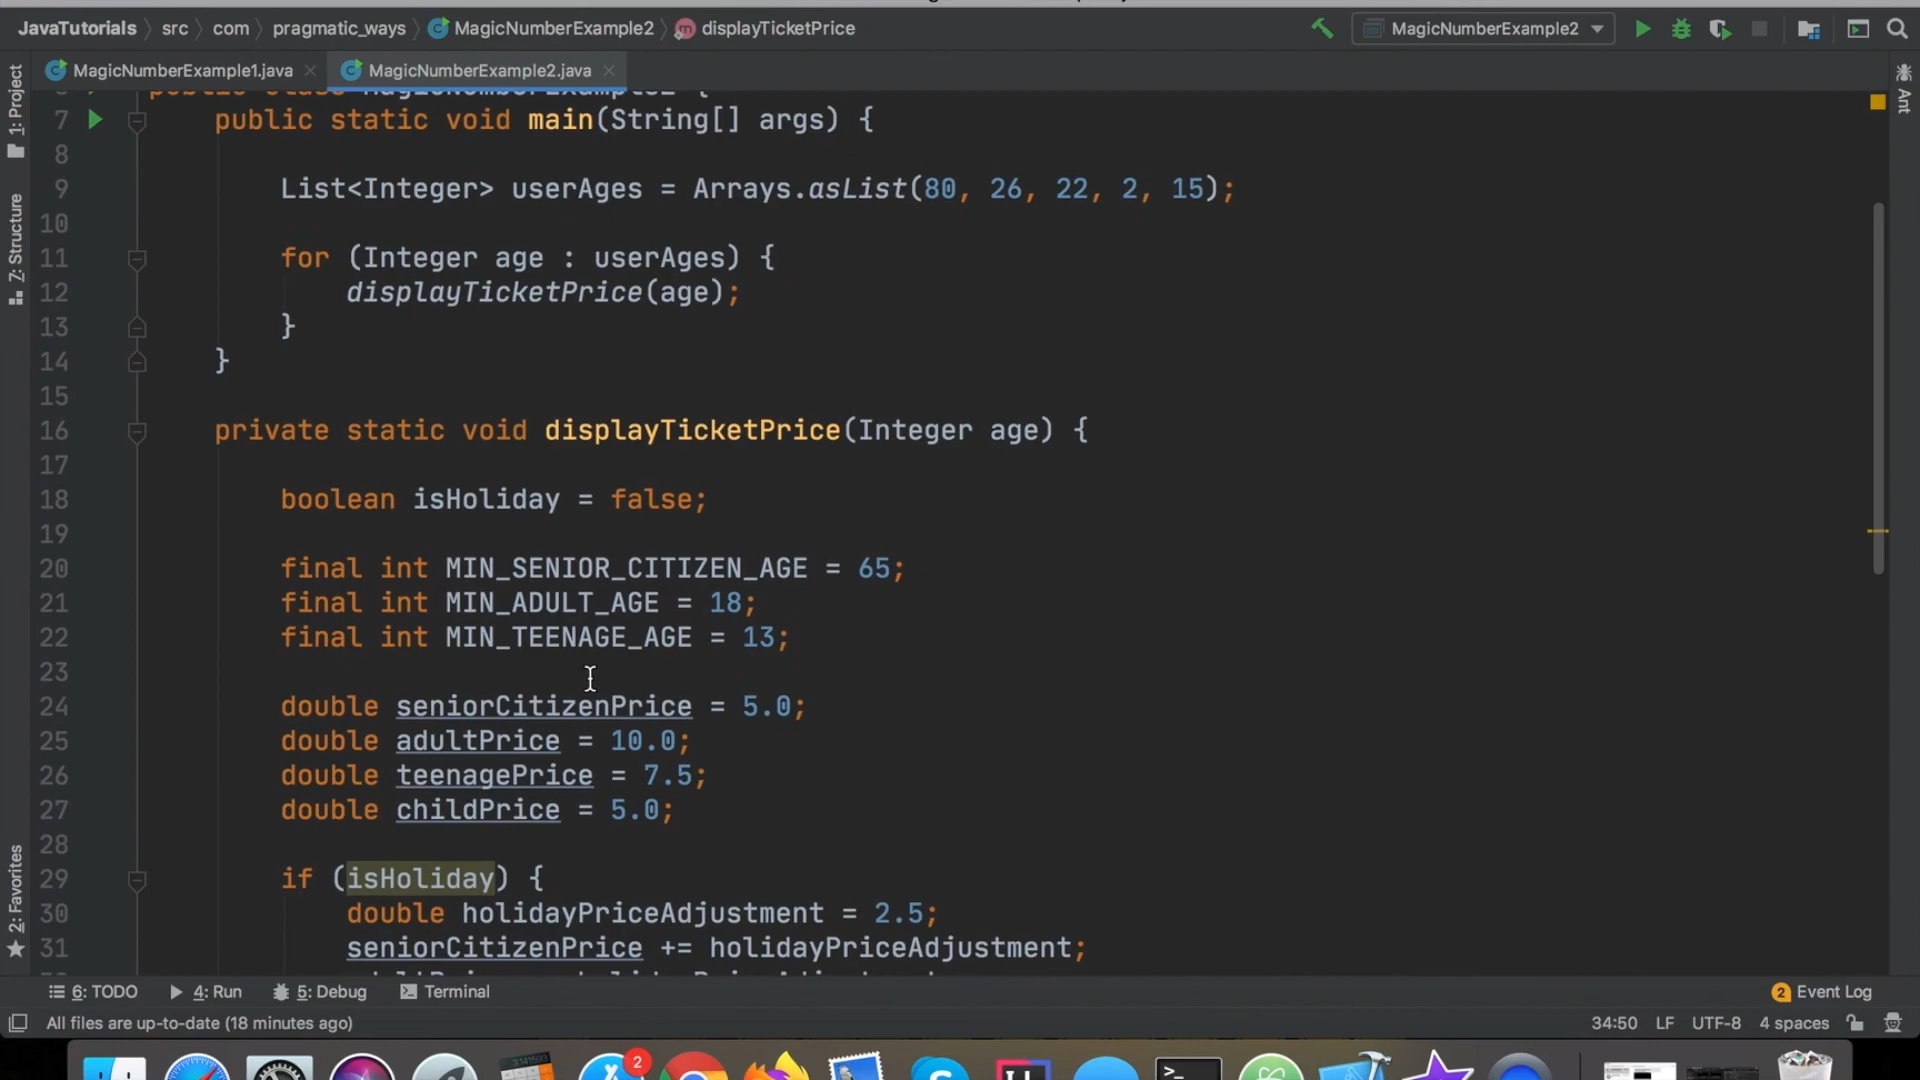 JavaTutorials src com pragmatic_ways MagicNumberExample2 displayTicketPrice MagicNumberExample2
MagicNumberExample1.java MagicNumberExample2.java
1: Project
7: Structure
2: Favorites
Ant
7 public static void main(String[] args) {
8
9 List<Integer> userAges = Arrays.asList(80, 26, 22, 2, 15);
10
11 for (Integer age : userAges) {
12 displayTicketPrice(age);
13 }
14 }
15
16 private static void displayTicketPrice(Integer age) {
17
18 boolean isHoliday = false;
19
20 final int MIN_SENIOR_CITIZEN_AGE = 65;
21 final int MIN_ADULT_AGE = 18;
22 final int MIN_TEENAGE_AGE = 13;
23
24 double seniorCitizenPrice = 5.0;
25 double adultPrice = 10.0;
26 double teenagePrice = 7.5;
27 double childPrice = 5.0;
28
29 if (isHoliday) {
30 double holidayPriceAdjustment = 2.5;
31 seniorCitizenPrice += holidayPriceAdjustment;
6: TODO 4: Run 5: Debug Terminal 2 Event Log
All files are up-to-date (18 minutes ago) 34:50 LF UTF-8 4 spaces
2